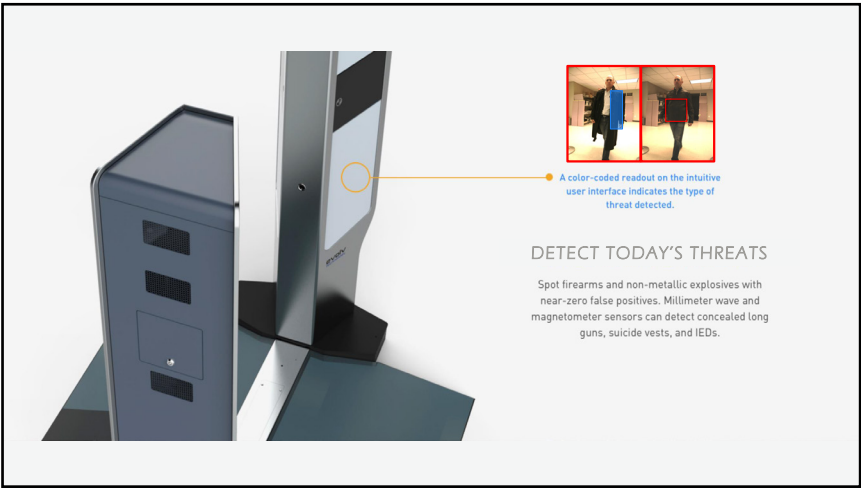 A color-coded readout on the intuitive
user interface indicates the type of
threat detected.
DETECT TODAY'S THREATS
Spot firearms and non-metallic explosives with
near-zero false positives. Millimeter wave and
magnetometer sensors can detect concealed long
guns, suicide vests, and IEDs.